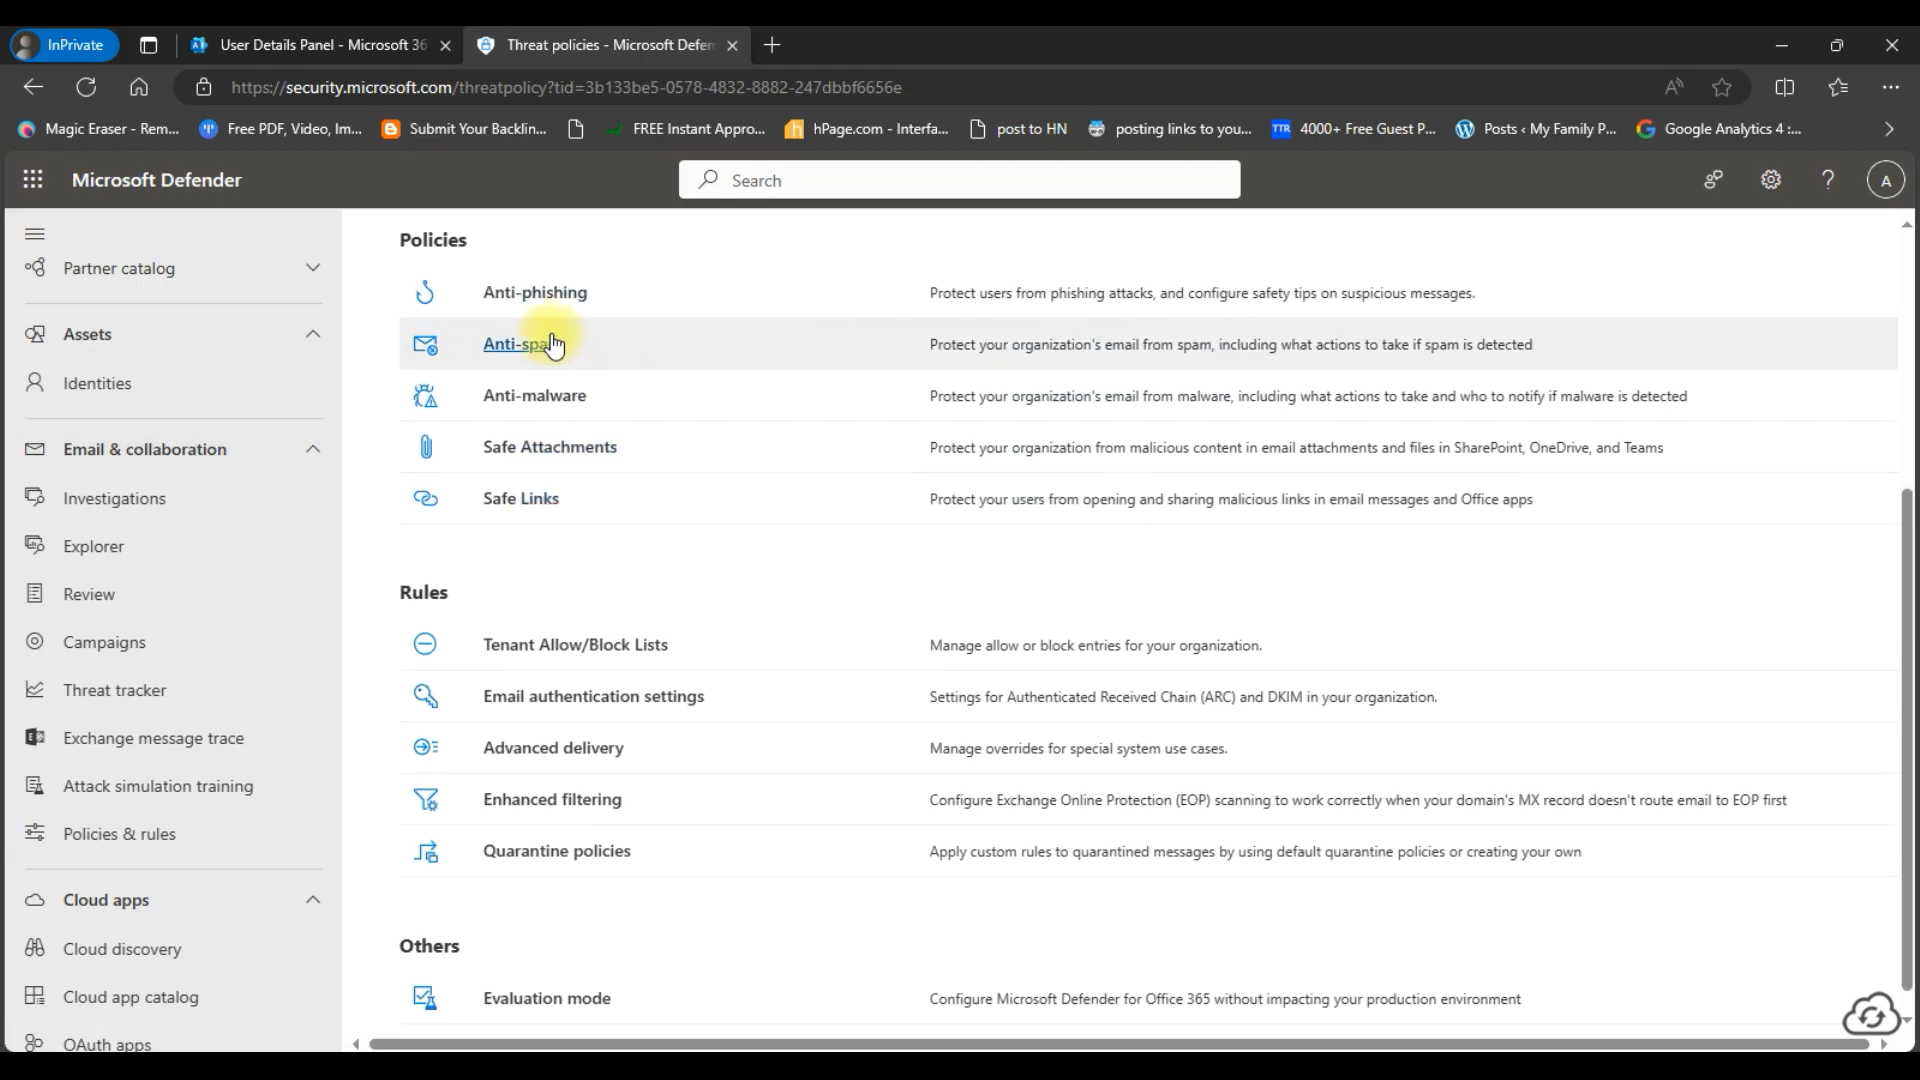 InPrivate
User Details Panel - Microsoft 36
Threat policies - Microsoft Defen
https://security.microsoft.com/threatpolicy?tid=3b133be5-0578-4832-8882-247dbbf6656e
Magic Eraser - Rem...
Free PDF, Video, Im...
Submit Your Backlin...
FREE Instant Appro...
hPage.com - Interfa...
post to HN
posting links to you...
TTR
4000+ Free Guest P...
Posts ‹ My Family P...
Google Analytics 4 :...
Microsoft Defender
Search
A
Partner catalog
Assets
Identities
Email & collaboration
Investigations
Explorer
Review
Campaigns
Threat tracker
Exchange message trace
Attack simulation training
Policies & rules
Cloud apps
Cloud discovery
Cloud app catalog
OAuth apps
Policies
Anti-phishing
Protect users from phishing attacks, and configure safety tips on suspicious messages.
Anti-spam
Protect your organization's email from spam, including what actions to take if spam is detected
Anti-malware
Protect your organization's email from malware, including what actions to take and who to notify if malware is detected
Safe Attachments
Protect your organization from malicious content in email attachments and files in SharePoint, OneDrive, and Teams
Safe Links
Protect your users from opening and sharing malicious links in email messages and Office apps
Rules
Tenant Allow/Block Lists
Manage allow or block entries for your organization.
Email authentication settings
Settings for Authenticated Received Chain (ARC) and DKIM in your organization.
Advanced delivery
Manage overrides for special system use cases.
Enhanced filtering
Configure Exchange Online Protection (EOP) scanning to work correctly when your domain's MX record doesn't route email to EOP first
Quarantine policies
Apply custom rules to quarantined messages by using default quarantine policies or creating your own
Others
Evaluation mode
Configure Microsoft Defender for Office 365 without impacting your production environment